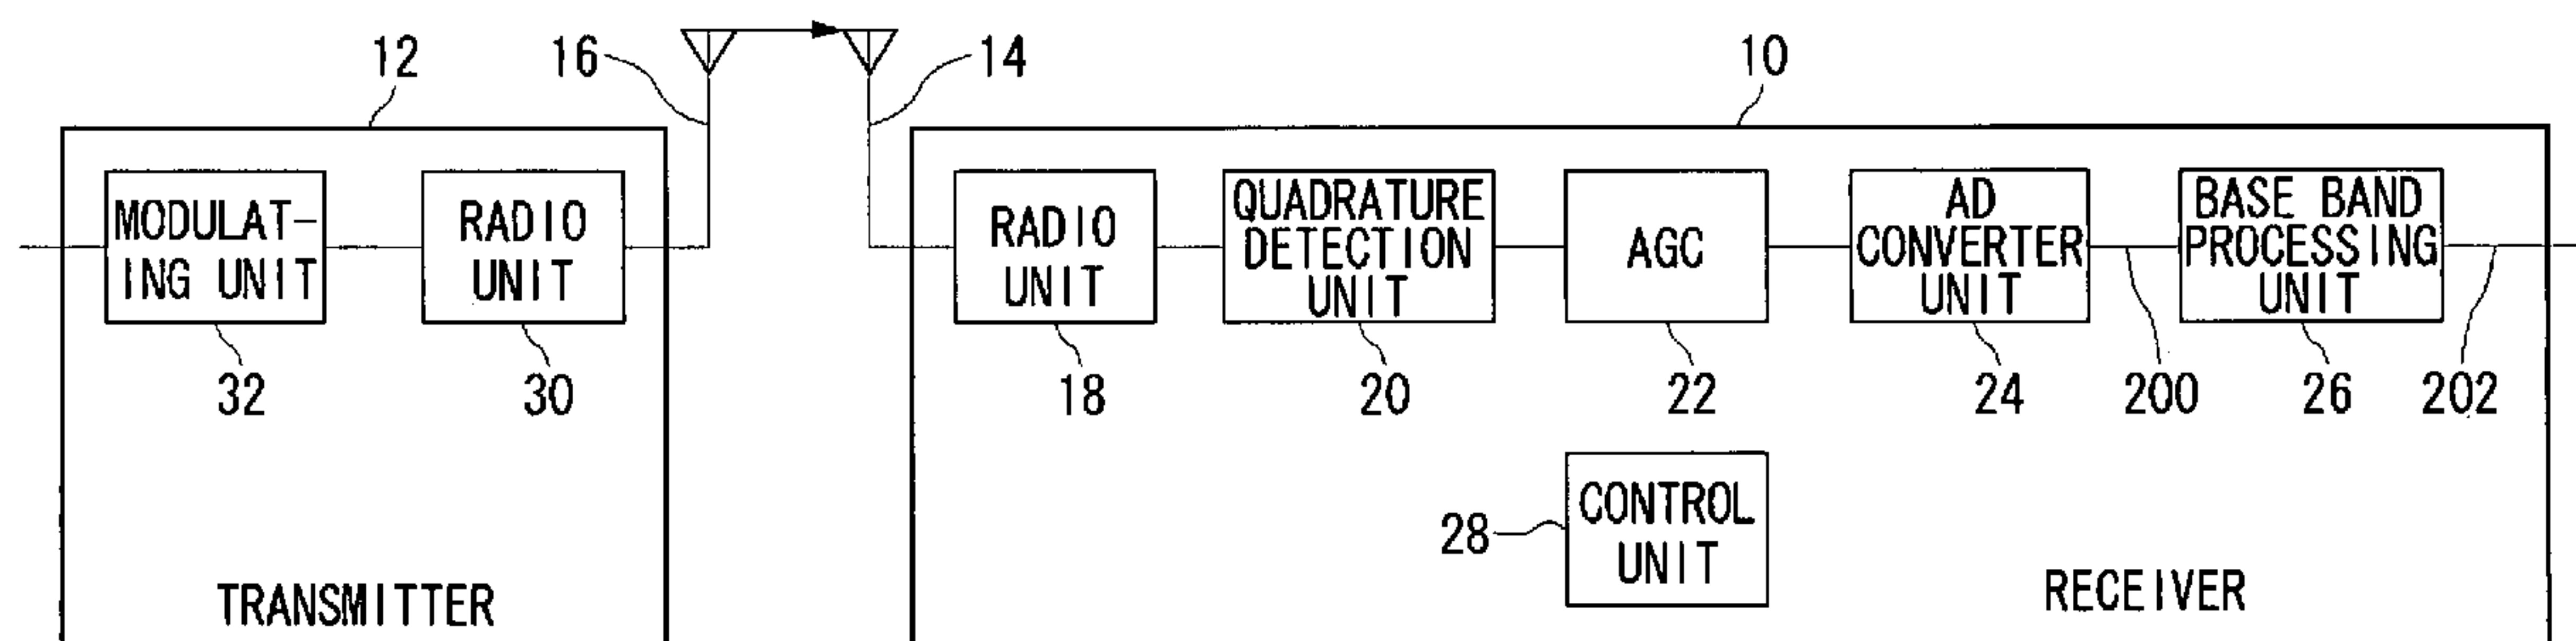 12
16
14
10
MODULAT-
ING UNIT
RADIO
UNIT
RADIO
UNIT
QUADRATURE
DETECTION
UNIT
AGC
AD
CONVERTER
UNIT
BASE BAND
PROCESSING
UNIT
32
30
18
20
22
24
200
26
202
28
CONTROL
UNIT
TRANSMITTER
RECEIVER